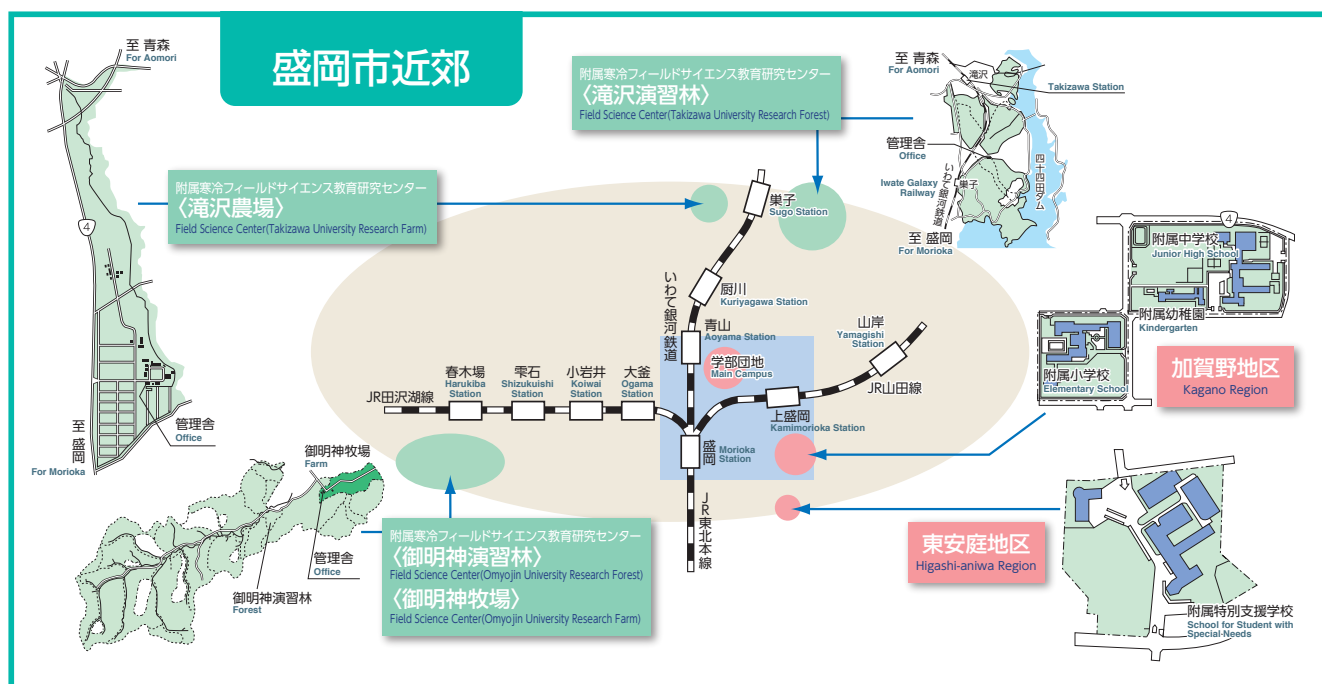 盛岡市近郊
至 青森
For Aomori
4
至 盛岡
For Morioka
管理舎
Office
附属寒冷フィールドサイエンス教育研究センター
〈滝沢農場〉
Field Science Center(Takizawa University Research Farm)
附属寒冷フィールドサイエンス教育研究センター
〈滝沢演習林〉
Field Science Center(Takizawa University Research Forest)
至 青森
For Aomori
滝沢
Takizawa Station
管理舎
Office
四十四田ダム
Iwate Galaxy
Railway
巣子
いわて銀河鉄道
至 盛岡
For Morioka
巣子
Sugo Station
厨川
Kuriyagawa Station
いわて銀河鉄道
青山
Aoyama Station
学部団地
Main Campus
山岸
Yamagishi
Station
JR山田線
上盛岡
Kamimorioka Station
盛岡
Morioka
Station
JR東北本線
JR田沢湖線
春木場
Harukiba
Station
雫石
Shizukuishi
Station
小岩井
Koiwai
Station
大釜
Ogama
Station
4
附属中学校
Junior High School
附属幼稚園
Kindergarten
附属小学校
Elementary School
加賀野地区
Kagano Region
御明神牧場
Farm
管理舎
Office
御明神演習林
Forest
附属寒冷フィールドサイエンス教育研究センター
〈御明神演習林〉
Field Science Center(Omyojin University Research Forest)
〈御明神牧場〉
Field Science Center(Omyojin University Research Farm)
東安庭地区
Higashi-aniwa Region
附属特別支援学校
School for Student with
Special-Needs